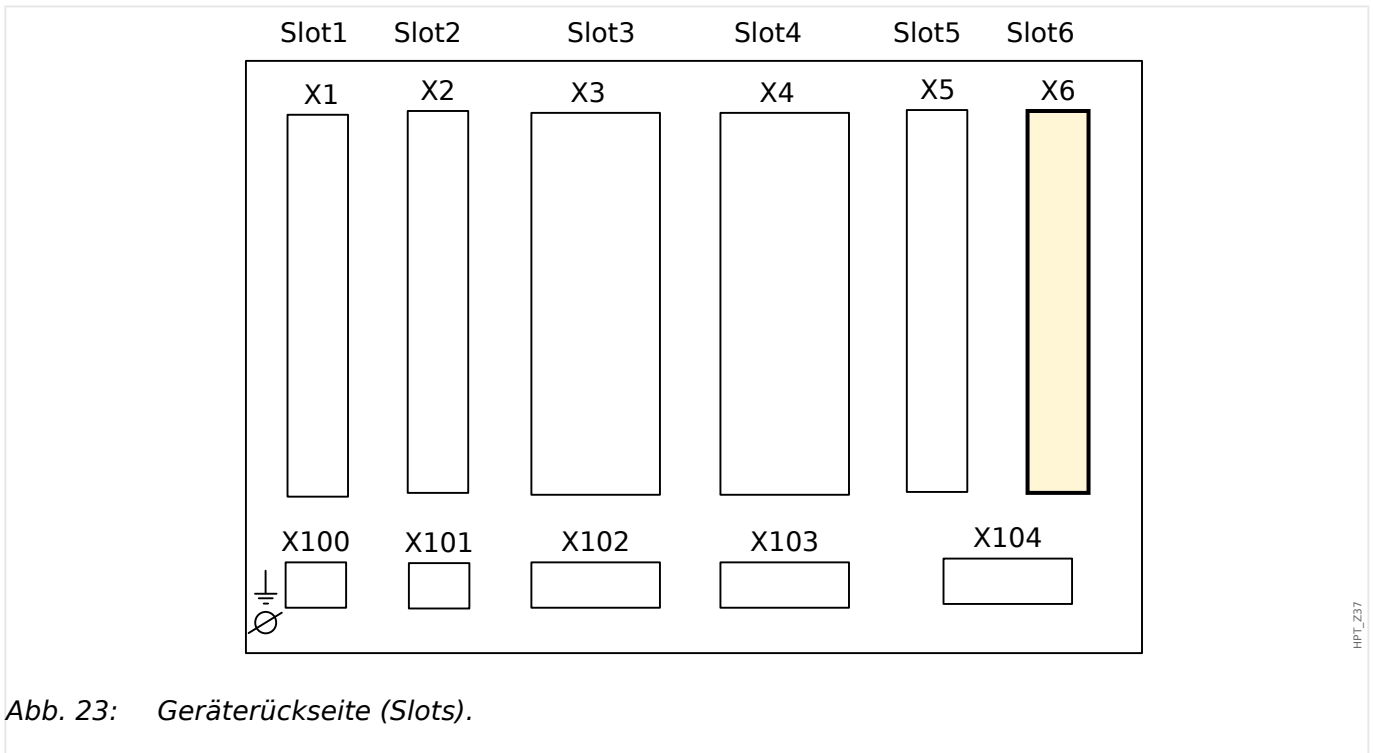 Slot1 Slot2 Slot3 Slot4 Slot5 Slot6
X1 X2 X3 X4 X5 X6
X100 X101 X102 X103 X104
HPT_Z37
Abb. 23: Geräterückseite (Slots).